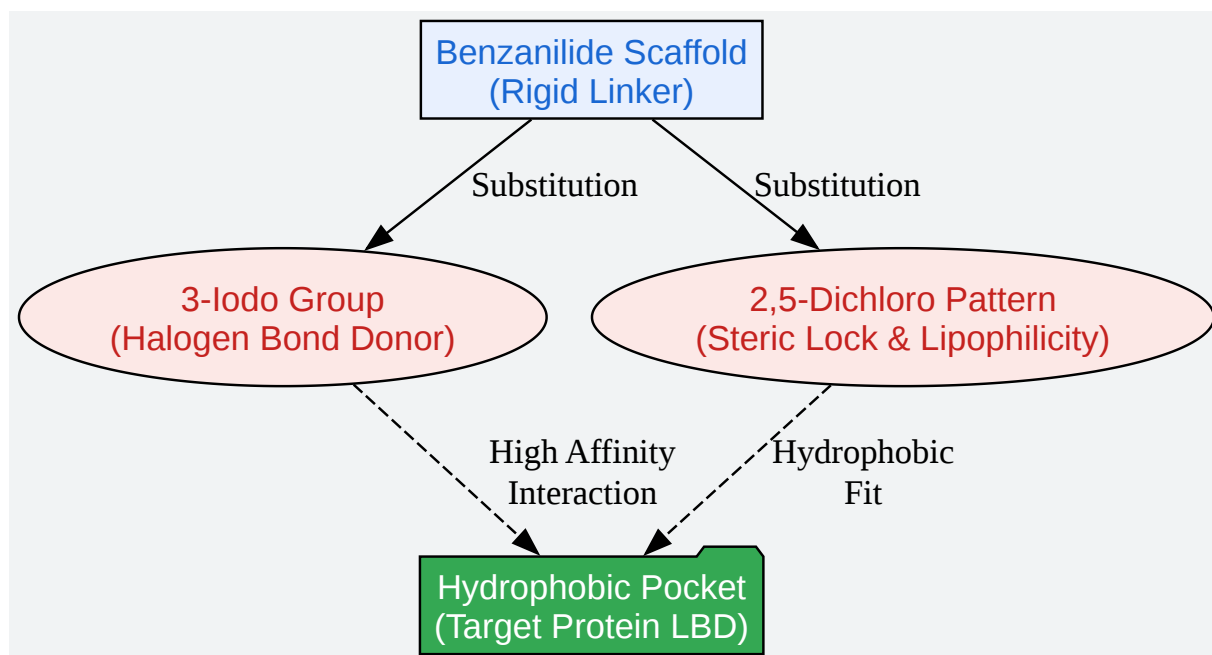 Benzanilide Scaffold
(Rigid Linker)
Substitution
Substitution
3-Iodo Group
(Halogen Bond Donor)
2,5-Dichloro Pattern
(Steric Lock & Lipophilicity)
High Affinity
Interaction
Hydrophobic
Fit
Hydrophobic Pocket
(Target Protein LBD)